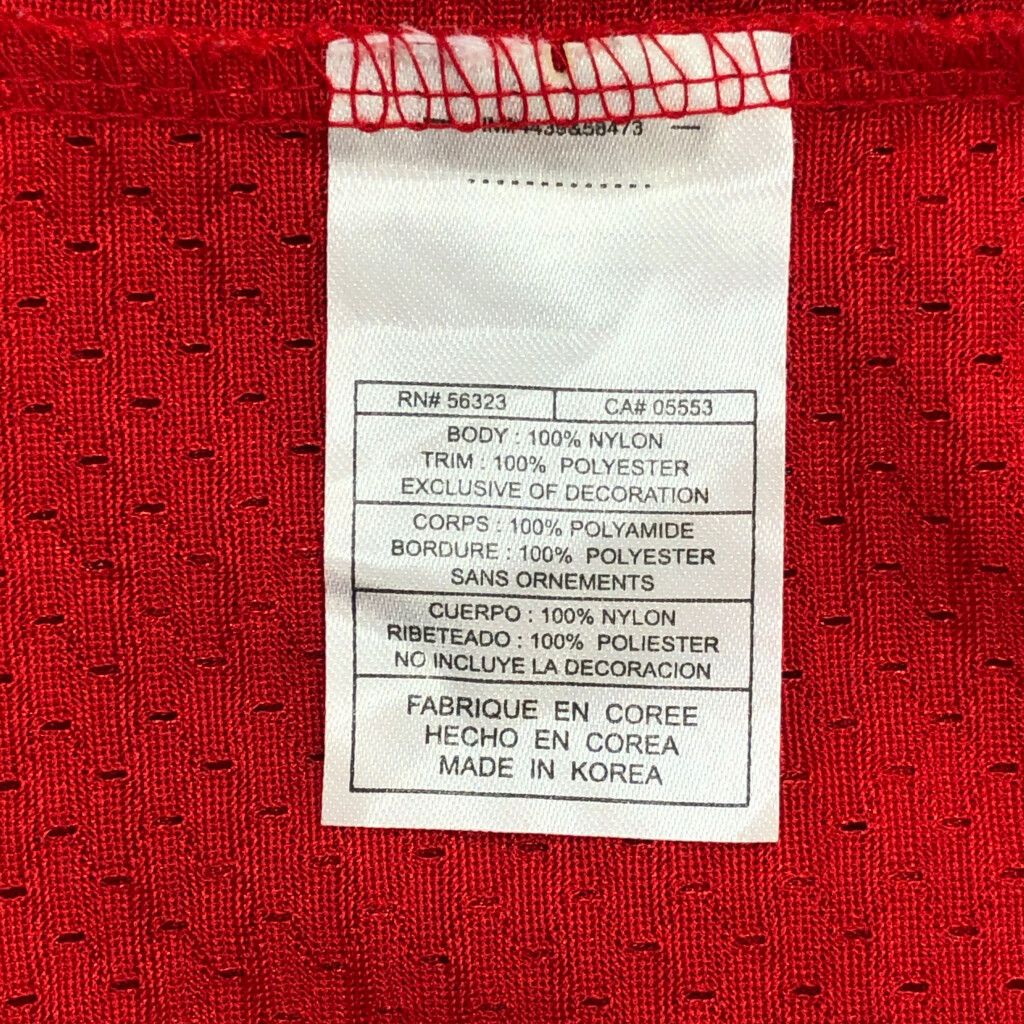 RN# 56323 CA# 05553
BODY : 100% NYLON
TRIM : 100% POLYESTER
EXCLUSIVE OF DECORATION
CORPS : 100% POLYAMIDE
BORDURE : 100% POLYESTER
SANS ORNEMENTS
CUERPO : 100% NYLON
RIBETEADO : 100% POLIESTER
NO INCLUYE LA DECORACION
FABRIQUE EN COREE
HECHO EN COREA
MADE IN KOREA